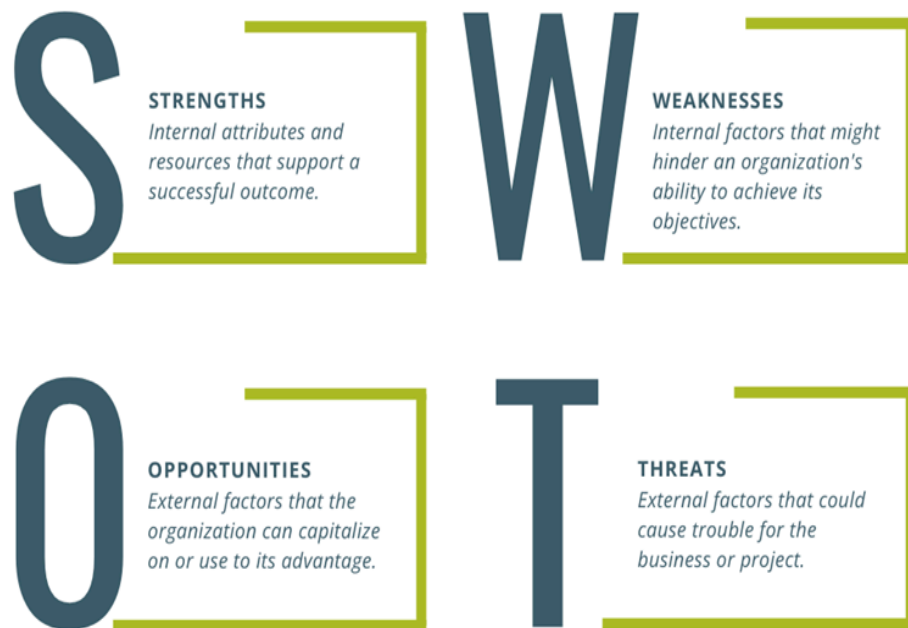 S
STRENGTHS
Internal attributes and
resources that support a
successful outcome.
W
WEAKNESSES
Internal factors that might
hinder an organization's
ability to achieve its
objectives.
O
OPPORTUNITIES
External factors that the
organization can capitalize
on or use to its advantage.
T
THREATS
External factors that could
cause trouble for the
business or project.